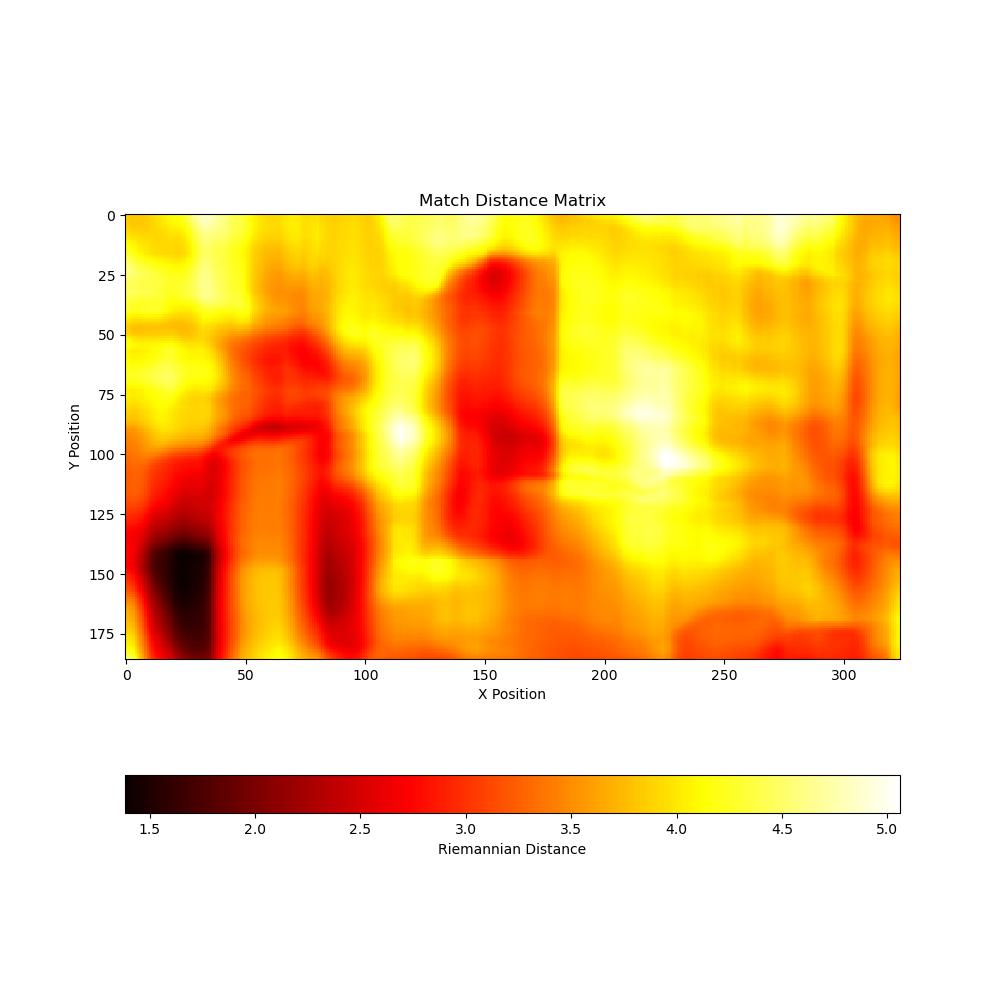 Match Distance Matrix
0
25
50
75
100
125
150
175
Y Position
0 50 100 150 200 250 300
X Position
1.5 2.0 2.5 3.0 3.5 4.0 4.5 5.0
Riemannian Distance